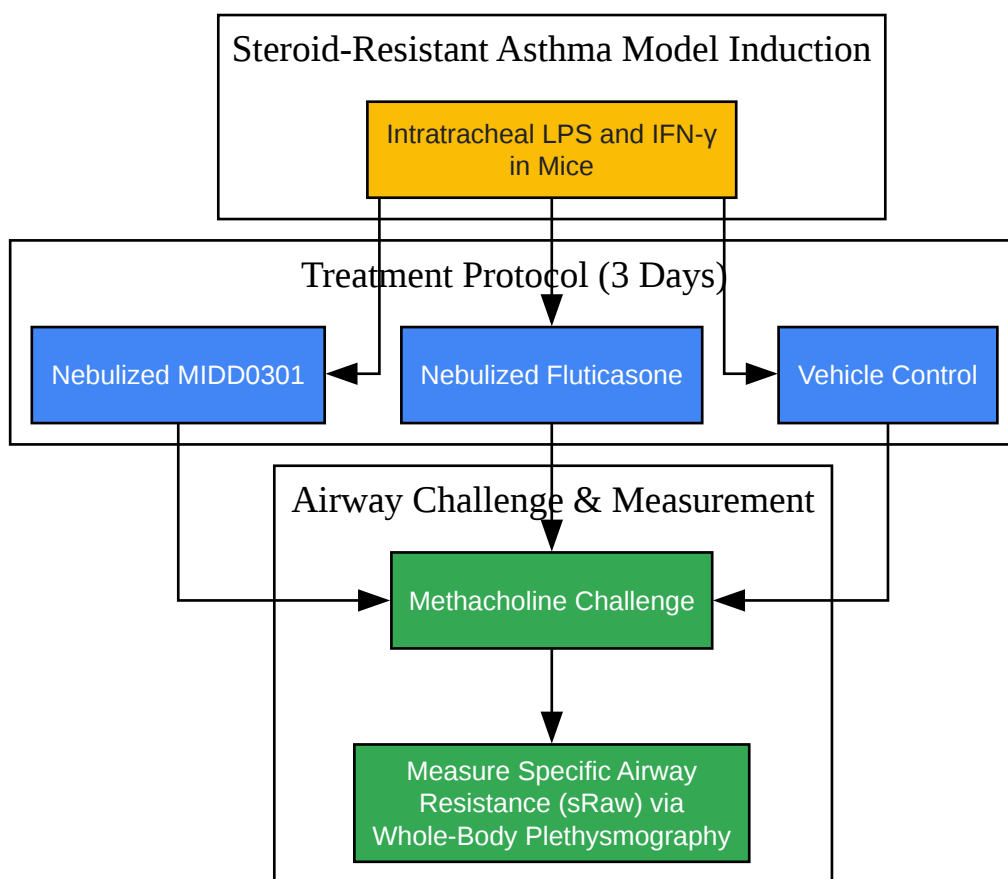 Steroid-Resistant Asthma Model Induction
Intratracheal LPS and IFN-γ
in Mice
Treatment Protocol (3 Days)
Nebulized MIDD0301
Nebulized Fluticasone
Vehicle Control
Airway Challenge & Measurement
Methacholine Challenge
Measure Specific Airway
Resistance (sRaw) via
Whole-Body Plethysmography